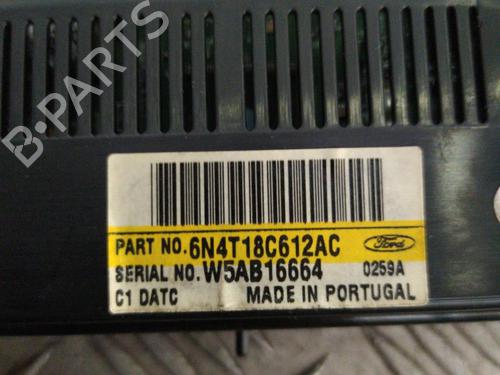 B-PARTS
PART NO. 6N4T18C612AC Ford
SERIAL NO. W5AB16664 0259A
C1 DATC MADE IN PORTUGAL